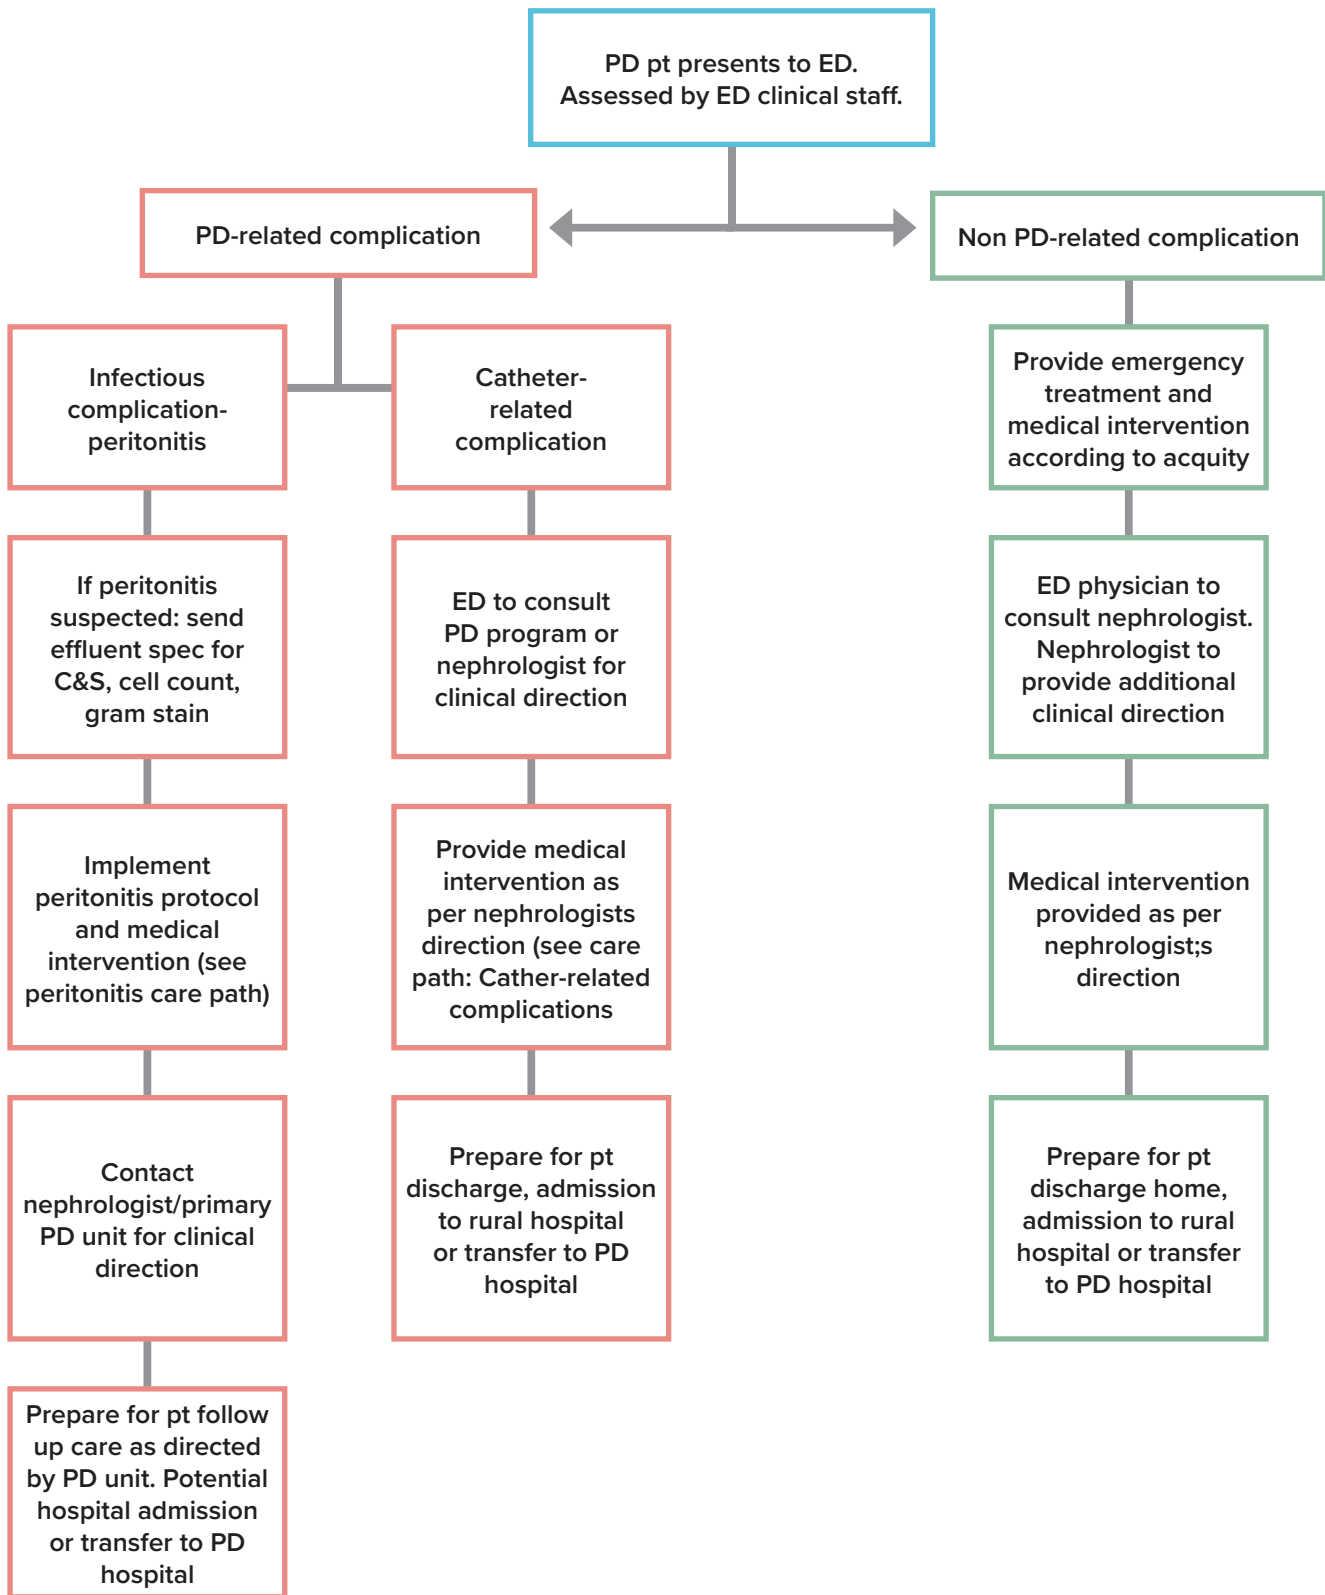 PD pt presents to ED.
Assessed by ED clinical staff.
PD-related complication
Non PD-related complication
Infectious
complication-
peritonitis
If peritonitis
suspected: send
effluent spec for
C&S, cell count,
gram stain
Implement
peritonitis protocol
and medical
intervention (see
peritonitis care path)
Contact
nephrologist/primary
PD unit for clinical
direction
Prepare for pt follow
up care as directed
by PD unit. Potential
hospital admission
or transfer to PD
hospital
Catheter-
related
complication
ED to consult
PD program or
nephrologist for
clinical direction
Provide medical
intervention as
per nephrologists
direction (see care
path: Cather-related
complications
Prepare for pt
discharge, admission
to rural hospital
or transfer to PD
hospital
Provide emergency
treatment and
medical intervention
according to acquity
ED physician to
consult nephrologist.
Nephrologist to
provide additional
clinical direction
Medical intervention
provided as per
nephrologist;s
direction
Prepare for pt
discharge home,
admission to rural
hospital or transfer
to PD hospital